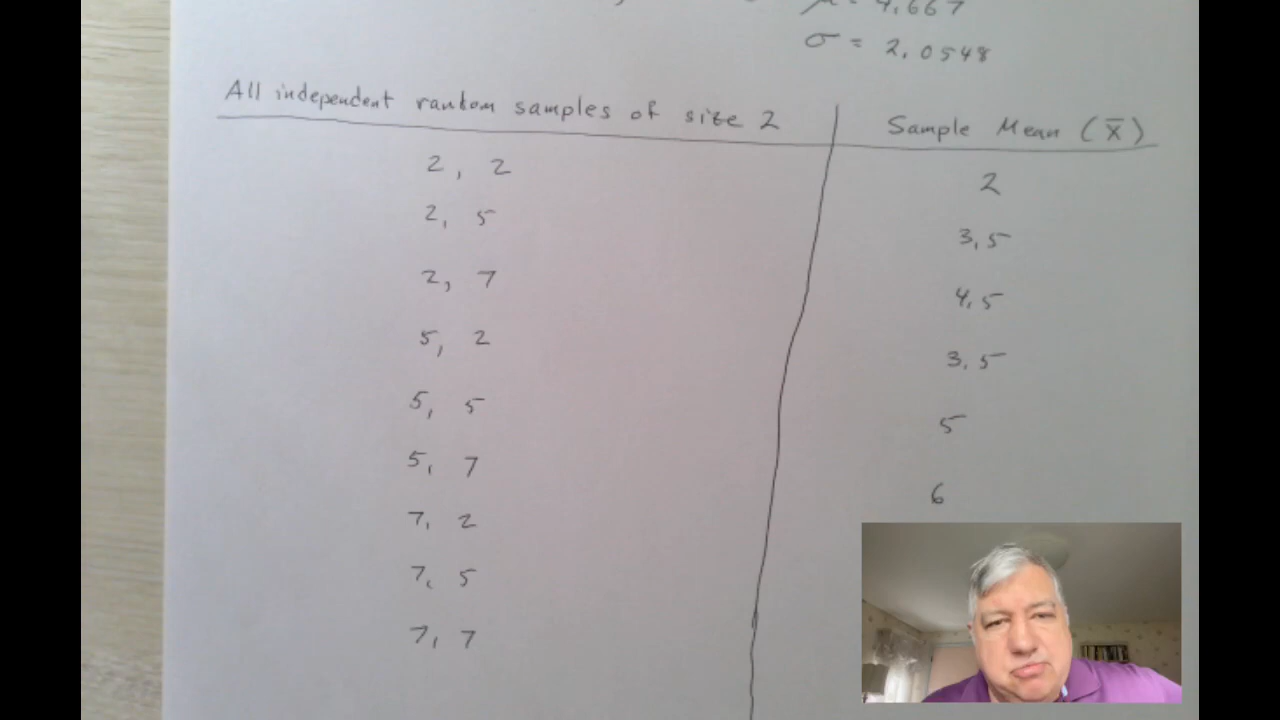 μ = 4.667
σ = 2.0548
All independent random samples of size 2 Sample Mean (x̄)
2, 2 2
2, 5 3.5
2, 7 4.5
5, 2 3.5
5, 5 5
5, 7 6
7, 2
7, 5
7, 7